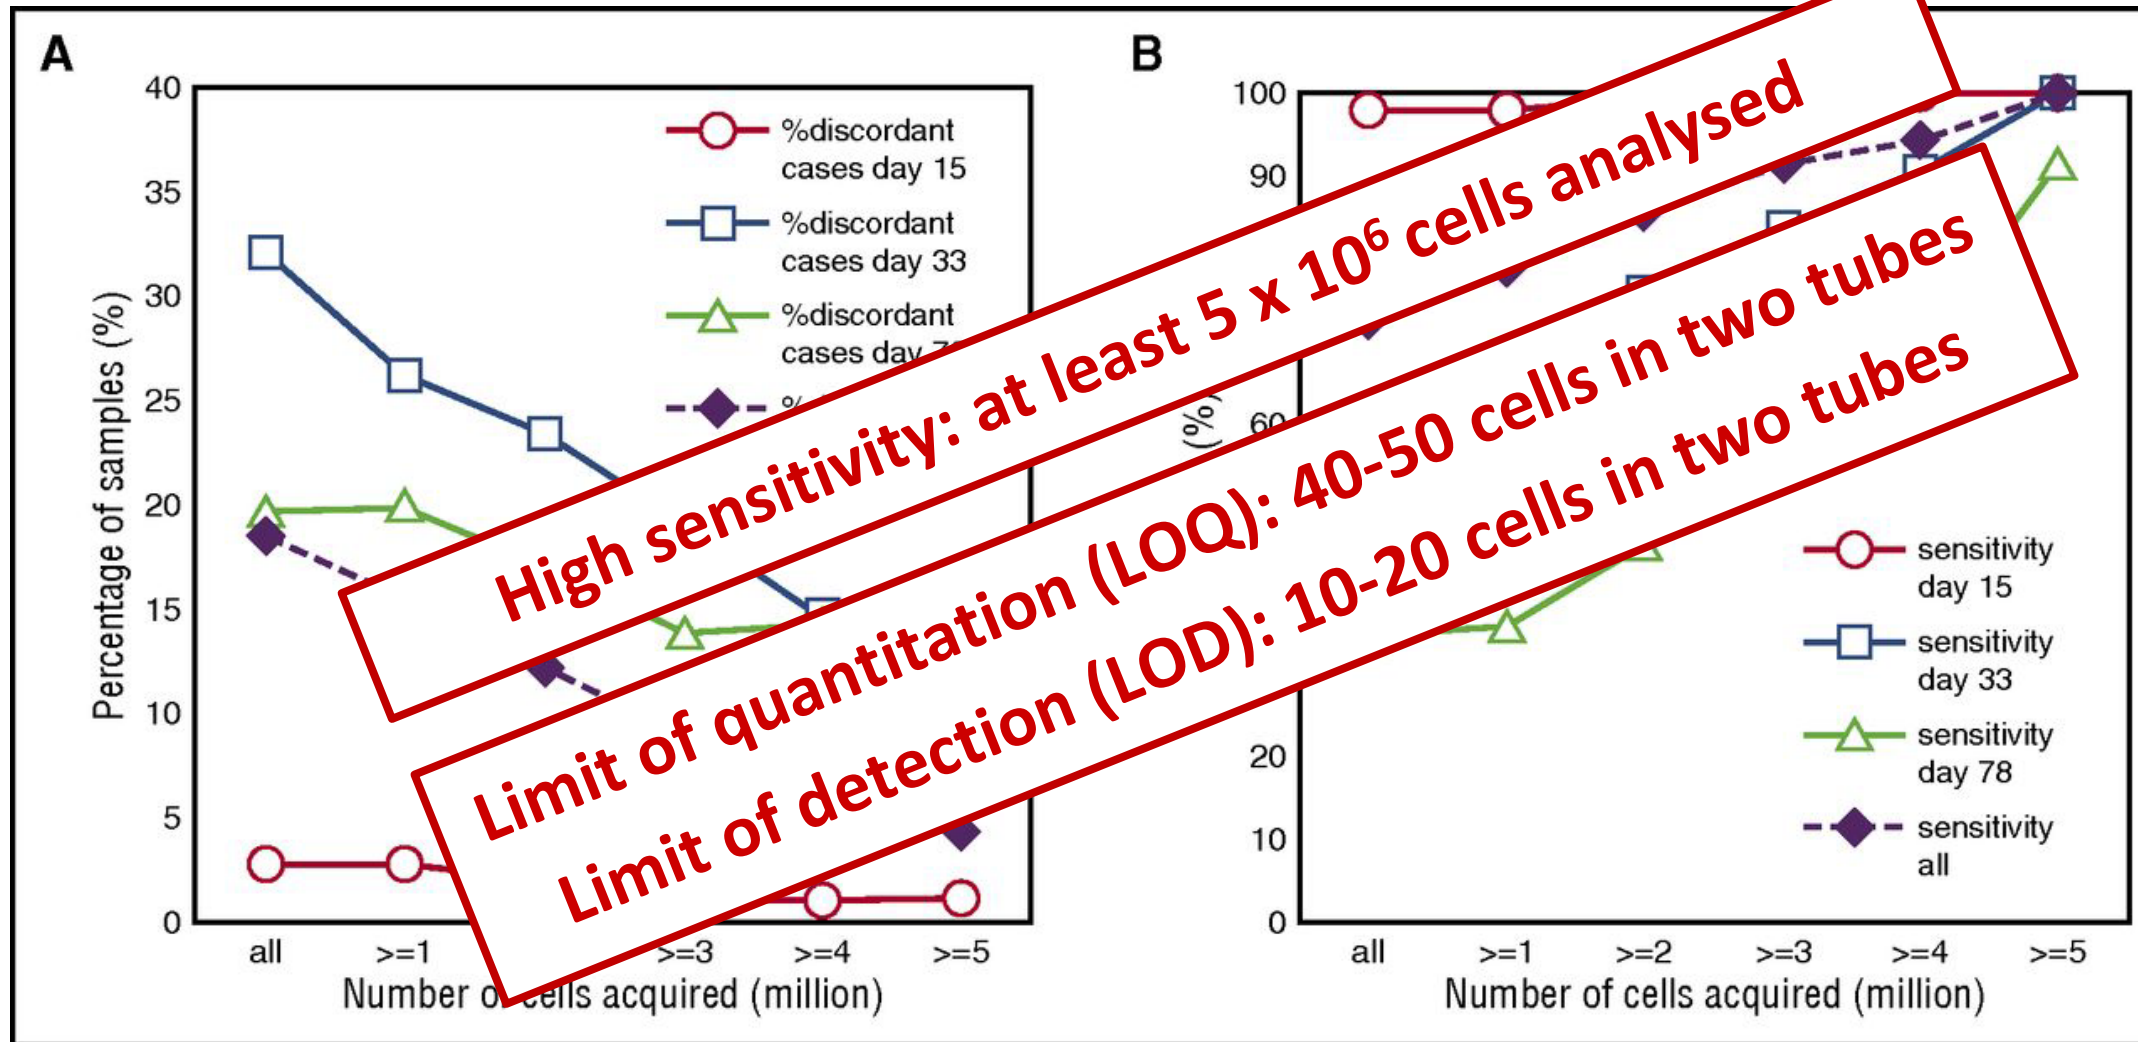 A
40
35
30
25
20
15
10
5
0
Percentage of samples (%)
%discordant
cases day 15
%discordant
cases day 33
%discordant
cases day
all
>=1
>=3
>=4
>=5
Number of cells acquired (million)
B
100
90
60
20
10
0
(%)
sensitivity
day 15
sensitivity
day 33
sensitivity
day 78
sensitivity
all
all
>=1
>=2
>=3
>=4
>=5
Number of cells acquired (million)
High sensitivity: at least 5 x 10⁶ cells analysed
Limit of quantitation (LOQ): 40-50 cells in two tubes
Limit of detection (LOD): 10-20 cells in two tubes